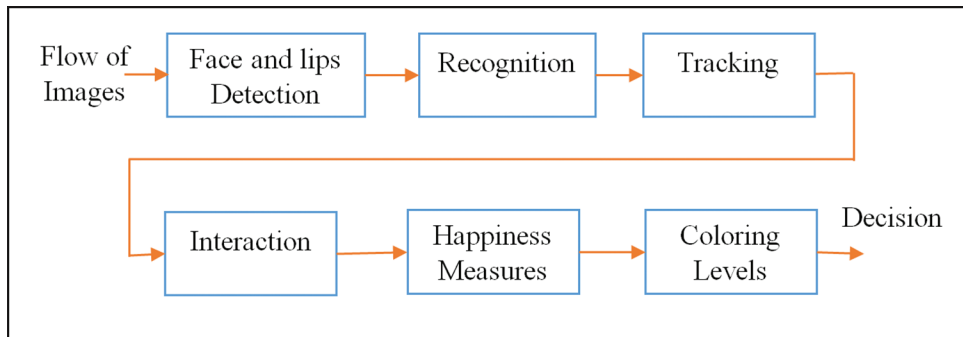 Flow of
Images
Face and lips
Detection
Recognition
Tracking
Interaction
Happiness
Measures
Coloring
Levels
Decision